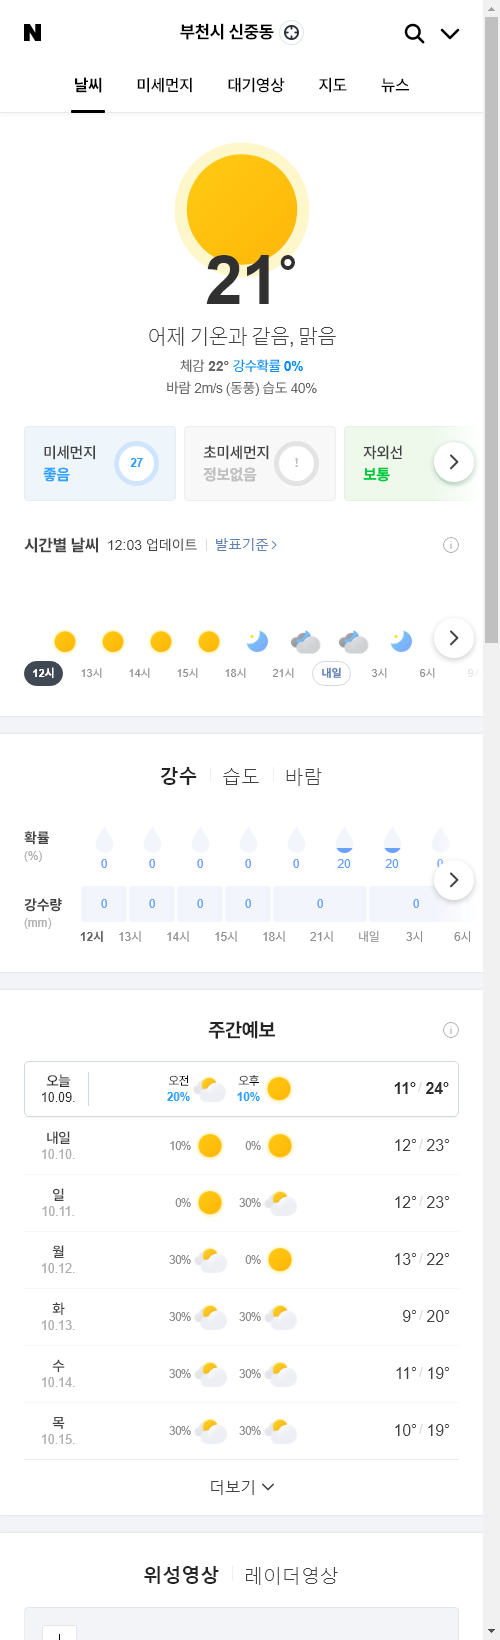 N
부천시 신중동
날씨 미세먼지 대기영상 지도 뉴스
21°
어제 기온과 같음, 맑음
체감 22° 강수확률 0%
바람 2m/s (동풍) 습도 40%
미세먼지 좋음 27
초미세먼지 정보없음 !
자외선 보통
시간별 날씨 12:03 업데이트 발표기준
12시 13시 14시 15시 18시 21시 내일 3시 6시
강수 습도 바람
확률 (%)
0 0 0 0 0 20 20 0
강수량 (mm)
0 0 0 0 0 0
12시 13시 14시 15시 18시 21시 내일 3시 6시
주간예보
오늘 10.09. 오전 20% 오후 10% 11° / 24°
내일 10.10. 10% 0% 12° / 23°
일 10.11. 0% 30% 12° / 23°
월 10.12. 30% 0% 13° / 22°
화 10.13. 30% 30% 9° / 20°
수 10.14. 30% 30% 11° / 19°
목 10.15. 30% 30% 10° / 19°
더보기
위성영상 레이더영상